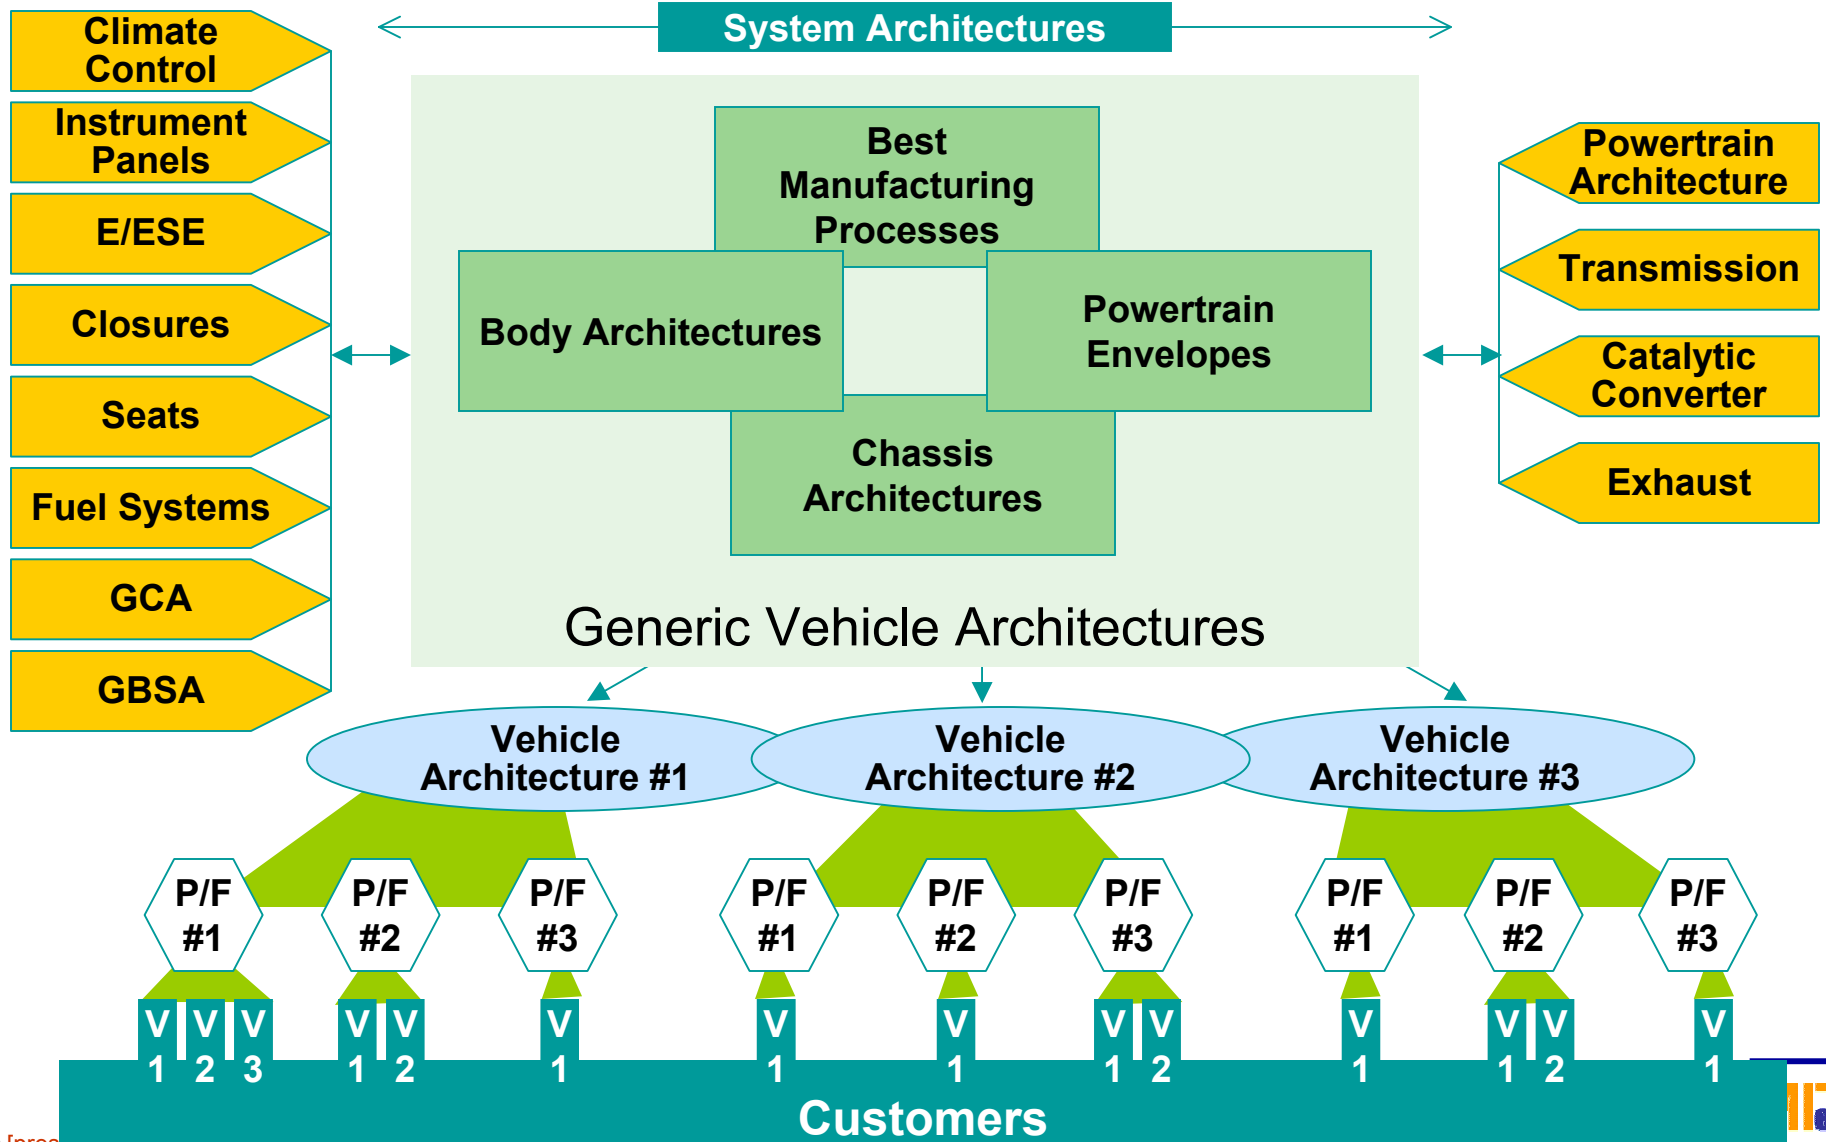 System Architectures
Climate
Control
Instrument
Panels
E/ESE
Closures
Seats
Fuel Systems
GCA
GBSA
Best
Manufacturing
Processes
Body Architectures
Powertrain
Envelopes
Chassis
Architectures
Generic Vehicle Architectures
Powertrain
Architecture
Transmission
Catalytic
Converter
Exhaust
Vehicle
Architecture #1
Vehicle
Architecture #2
Vehicle
Architecture #3
P/F
#1
P/F
#2
P/F
#3
P/F
#1
P/F
#2
P/F
#3
P/F
#1
P/F
#2
P/F
#3
V V V
1 2 3
V V
1 2
V
1
V
1
V
1
V V
1 2
V
1
V V
1 2
V
1
Customers